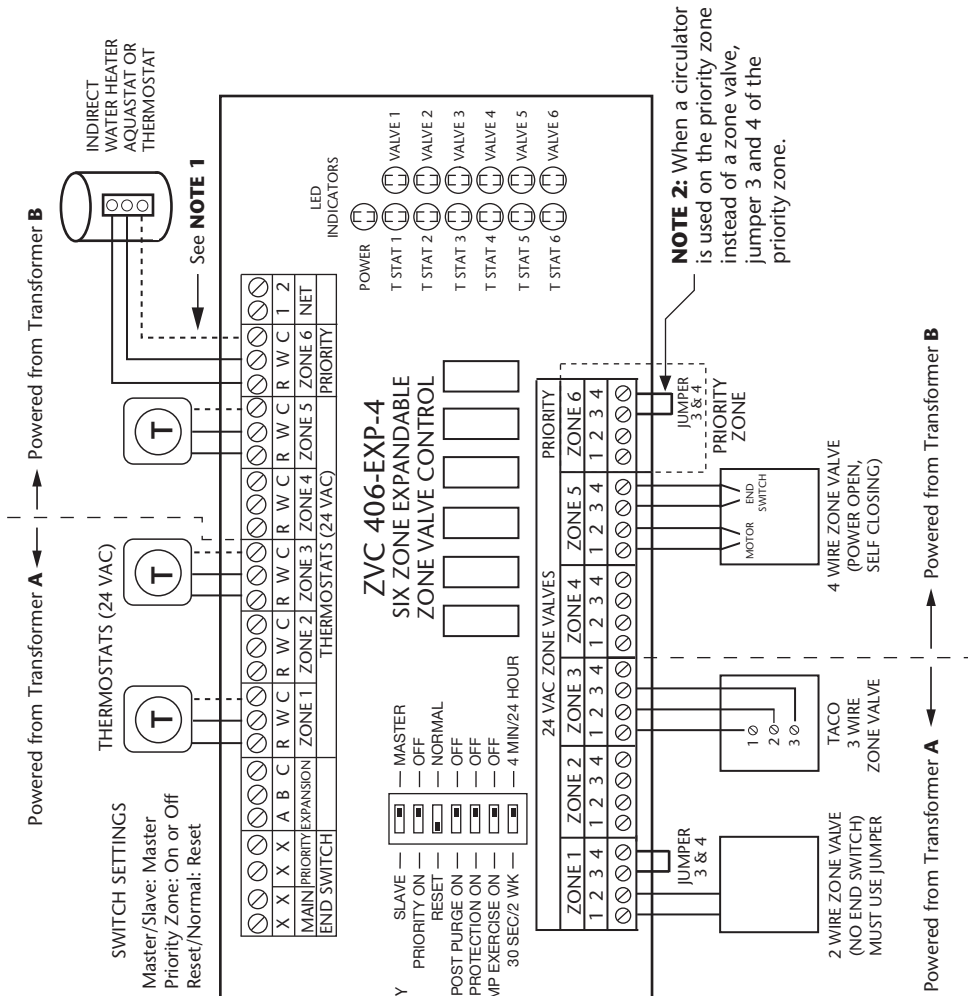 Powered from Transformer A
Powered from Transformer B
SWITCH SETTINGS
Master/Slave: Master
Priority Zone: On or Off
Reset/Normal: Reset
THERMOSTATS (24 VAC)
T
T
T
INDIRECT
WATER HEATER
AQUASTAT OR
THERMOSTAT
See NOTE 1
X X X X A B C R W C R W C R W C R W C R W C R W C 1 2
MAIN PRIORITY EXPANSION ZONE 1 ZONE 2 ZONE 3 ZONE 4 ZONE 5 ZONE 6 NET
END SWITCH THERMOSTATS (24 VAC) PRIORITY
SLAVE MASTER
PRIORITY ON OFF
RESET NORMAL
POST PURGE ON OFF
PROTECTION ON OFF
MP EXERCISE ON OFF
30 SEC/2 WK 4 MIN/24 HOUR
Y
ZVC 406-EXP-4
SIX ZONE EXPANDABLE
ZONE VALVE CONTROL
LED
INDICATORS
POWER
T STAT 1 VALVE 1
T STAT 2 VALVE 2
T STAT 3 VALVE 3
T STAT 4 VALVE 4
T STAT 5 VALVE 5
T STAT 6 VALVE 6
24 VAC ZONE VALVES PRIORITY
ZONE 1 ZONE 2 ZONE 3 ZONE 4 ZONE 5 ZONE 6
1 2 3 4 1 2 3 4 1 2 3 4 1 2 3 4 1 2 3 4 1 2 3 4
JUMPER
3 & 4
JUMPER
3 & 4
PRIORITY
ZONE
NOTE 2: When a circulator
is used on the priority zone
instead of a zone valve,
jumper 3 and 4 of the
priority zone.
2 WIRE ZONE VALVE
(NO END SWITCH)
MUST USE JUMPER
1
2
3
TACO
3 WIRE
ZONE VALVE
MOTOR
END
SWITCH
4 WIRE ZONE VALVE
(POWER OPEN,
SELF CLOSING)
Powered from Transformer A
Powered from Transformer B